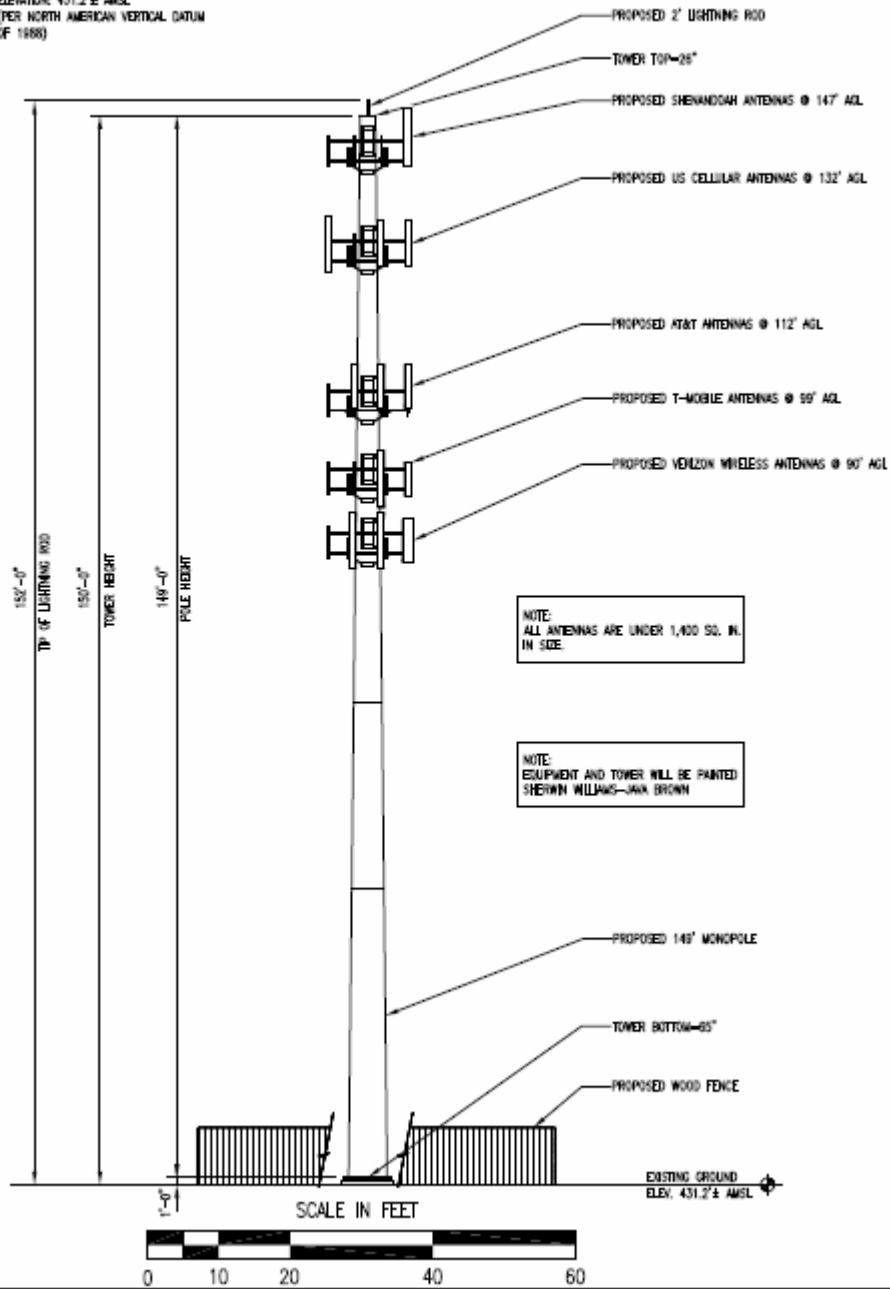 ELEVATION: 431.2'± AMSL
(PER NORTH AMERICAN VERTICAL DATUM
OF 1988)
PROPOSED 2' LIGHTNING ROD
TOWER TOP-26"
PROPOSED SHENANDOAH ANTENNAS @ 147' AGL
PROPOSED US CELLULAR ANTENNAS @ 132' AGL
PROPOSED AT&T ANTENNAS @ 112' AGL
PROPOSED T-MOBILE ANTENNAS @ 99' AGL
PROPOSED VERIZON WIRELESS ANTENNAS @ 90' AGL
152'-0"
TIP OF LIGHTNING ROD
150'-0"
TOWER HEIGHT
149'-0"
POLE HEIGHT
NOTE:
ALL ANTENNAS ARE UNDER 1,400 SQ. IN.
IN SIZE.
NOTE:
EQUIPMENT AND TOWER WILL BE PAINTED
SHERWIN WILLIAMS-JAVA BROWN
PROPOSED 149' MONOPOLE
TOWER BOTTOM-65"
PROPOSED WOOD FENCE
EXISTING GROUND
ELEV. 431.2'± AMSL
1'-0"
SCALE IN FEET
0 10 20 40 60